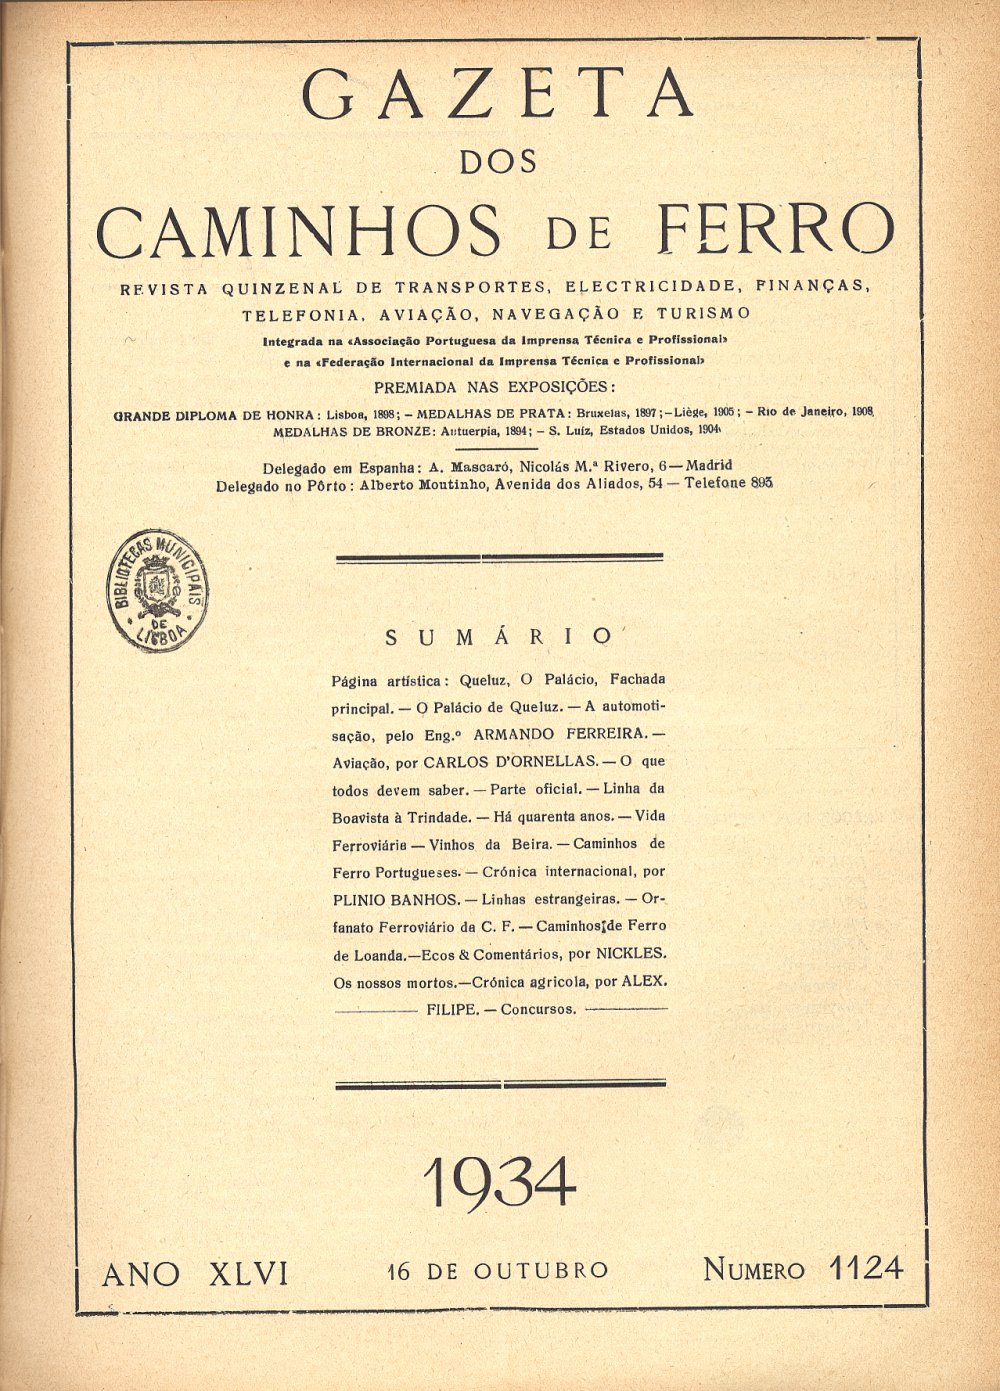 GAZETA
DOS
CAMINHOS DE FERRO
REVISTA QUINZENAL DE TRANSPORTES, ELECTRICIDADE, FINANÇAS,
TELEFONIA, AVIAÇÃO, NAVEGAÇÃO E TURISMO
Integrada na «Associação Portuguesa da Imprensa Técnica e Profissional»
e na «Federação Internacional da Imprensa Técnica e Profissional»
PREMIADA NAS EXPOSIÇÕES:
GRANDE DIPLOMA DE HONRA: Lisboa, 1898; – MEDALHAS DE PRATA: Bruxelas, 1897; – Liège, 1905; – Rio de Janeiro, 1908,
MEDALHAS DE BRONZE: Antuerpia, 1894; – S. Luiz, Estados Unidos, 1904
Delegado em Espanha: A. Mascaró, Nicolás M.ª Rivero, 6 — Madrid
Delegado no Pôrto: Alberto Moutinho, Avenida dos Aliados, 54 — Telefone 893
BIBLIOTECAS MUNICIPAIS
DE
LISBOA
SUMÁRIO
Página artística: Queluz, O Palácio, Fachada
principal. — O Palácio de Queluz. — A automoti-
sação, pelo Eng.º ARMANDO FERREIRA. —
Aviação, por CARLOS D'ORNELLAS. — O que
todos devem saber. — Parte oficial. — Linha da
Boavista à Trindade. — Há quarenta anos. — Vida
Ferroviária — Vinhos da Beira. — Caminhos de
Ferro Portugueses. — Crónica internacional, por
PLINIO BANHOS. — Linhas estrangeiras. — Or-
fanato Ferroviário da C. F. — Caminhos de Ferro
de Loanda. — Ecos & Comentários, por NICKLES.
Os nossos mortos. — Crónica agricola, por ALEX.
FILIPE. — Concursos.
1934
ANO XLVI 16 DE OUTUBRO NUMERO 1124